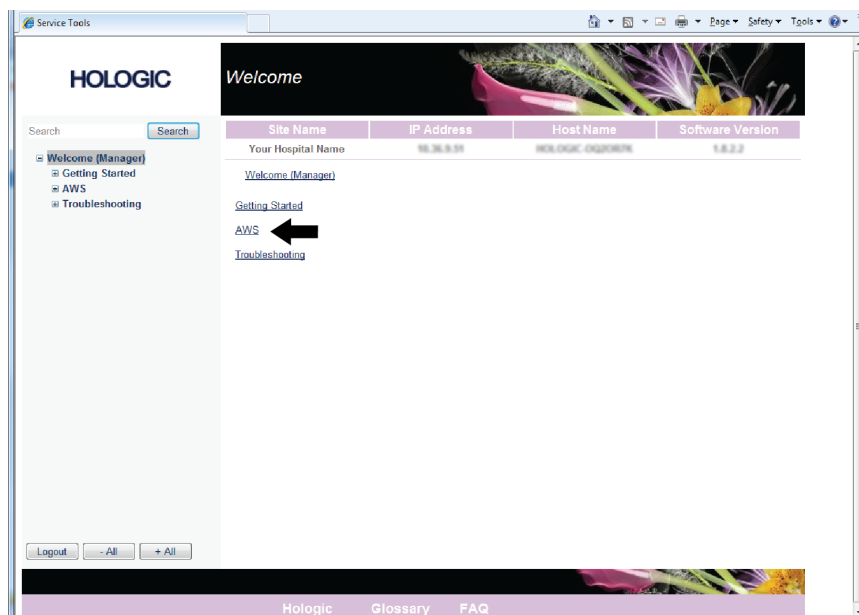 Service Tools
Page Safety Tools
HOLOGIC
Welcome
Search Search
Site Name IP Address Host Name Software Version
Your Hospital Name
Welcome (Manager)
Getting Started
AWS
Troubleshooting
Welcome (Manager)
Getting Started
AWS
Troubleshooting
Logout - All + All
Hologic Glossary FAQ